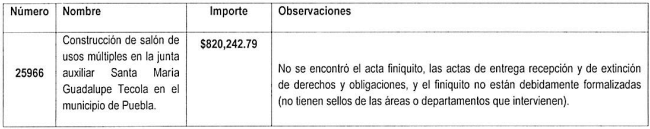 Número Nombre Importe Observaciones
25966
Construcción de salón de
usos múltiples en la junta
auxiliar Santa Maria
Guadalupe Tecola en el
municipio de Puebla.
$820,242.79
No se encontró el acta finiquito, las actas de entrega recepción y de extinción
de derechos y obligaciones, y el finiquito no están debidamente formalizadas
(no tienen sellos de las áreas o departamentos que intervienen).